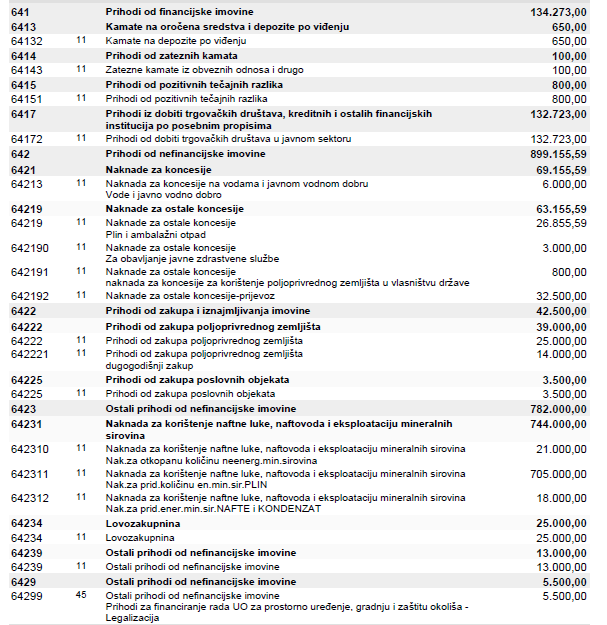 641 Prihodi od financijske imovine 134.273,00
6413 Kamate na oročena sredstva i depozite po viđenju 650,00
64132 11 Kamate na depozite po viđenju 650,00
6414 Prihodi od zateznih kamata 100,00
64143 11 Zatezne kamate iz obveznih odnosa i drugo 100,00
6415 Prihodi od pozitivnih tečajnih razlika 800,00
64151 11 Prihodi od pozitivnih tečajnih razlika 800,00
6417 Prihodi iz dobiti trgovačkih društava, kreditnih i ostalih financijskih 132.723,00
institucija po posebnim propisima
64172 11 Prihodi od dobiti trgovačkih društava u javnom sektoru 132.723,00
642 Prihodi od nefinancijske imovine 899.155,59
6421 Naknade za koncesije 69.155,59
64213 11 Naknada za koncesije na vodama i javnom vodnom dobru 6.000,00
Vode i javno vodno dobro
64219 Naknade za ostale koncesije 63.155,59
64219 11 Naknade za ostale koncesije 26.855,59
Plin i ambalažni otpad
642190 11 Naknade za ostale koncesije 3.000,00
Za obavljanje javne zdrastvene službe
642191 11 Naknade za ostale koncesije 800,00
naknada za koncesije za korištenje poljoprivrednog zemljišta u vlasništvu države
642192 11 Naknade za ostale koncesije-prijevoz 32.500,00
6422 Prihodi od zakupa i iznajmljivanja imovine 42.500,00
64222 Prihodi od zakupa poljoprivrednog zemljišta 39.000,00
64222 11 Prihodi od zakupa poljoprivrednog zemljišta 25.000,00
642221 11 Prihodi od zakupa poljoprivrednog zemljišta 14.000,00
dugogodišnji zakup
64225 Prihodi od zakupa poslovnih objekata 3.500,00
64225 11 Prihodi od zakupa poslovnih objekata 3.500,00
6423 Ostali prihodi od nefinancijske imovine 782.000,00
64231 Naknada za korištenje naftne luke, naftovoda i eksploataciju mineralnih 744.000,00
sirovina
642310 11 Naknada za korištenje naftne luke, naftovoda i eksploataciju mineralnih sirovina 21.000,00
Nak.za otkopanu količinu neenerg.min.sirovina
642311 11 Naknada za korištenje naftne luke, naftovoda i eksploataciju mineralnih sirovina 705.000,00
Nak.za prid.količinu en.min.sir.PLIN
642312 11 Naknada za korištenje naftne luke, naftovoda i eksploataciju mineralnih sirovina 18.000,00
Nak.za prid.ener.min.sir.NAFTE i KONDENZAT
64234 Lovozakupnina 25.000,00
64234 11 Lovozakupnina 25.000,00
64239 Ostali prihodi od nefinancijske imovine 13.000,00
64239 11 Ostali prihodi od nefinancijske imovine 13.000,00
6429 Ostali prihodi od nefinancijske imovine 5.500,00
64299 45 Ostali prihodi od nefinancijske imovine 5.500,00
Prihodi za financiranje rada UO za prostorno uređenje, gradnju i zaštitu okoliša -
Legalizacija